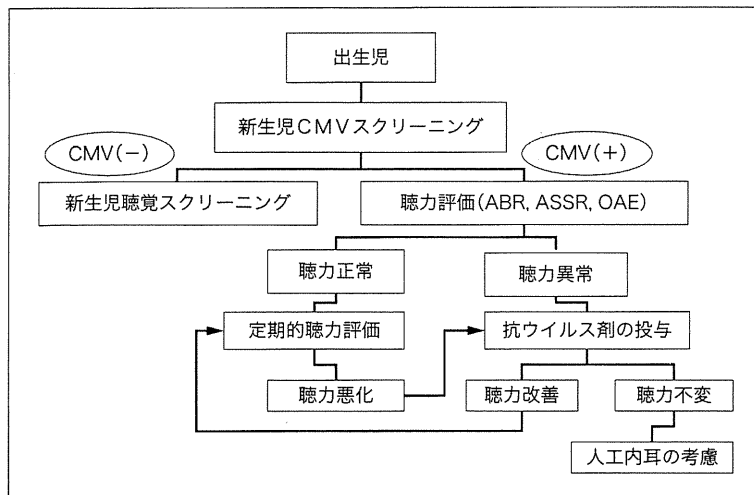 出生児
新生児CMVスクリーニング
CMV(−)
CMV(+)
新生児聴覚スクリーニング
聴力評価(ABR, ASSR, OAE)
聴力正常
聴力異常
定期的聴力評価
抗ウイルス剤の投与
聴力悪化
聴力改善
聴力不変
人工内耳の考慮